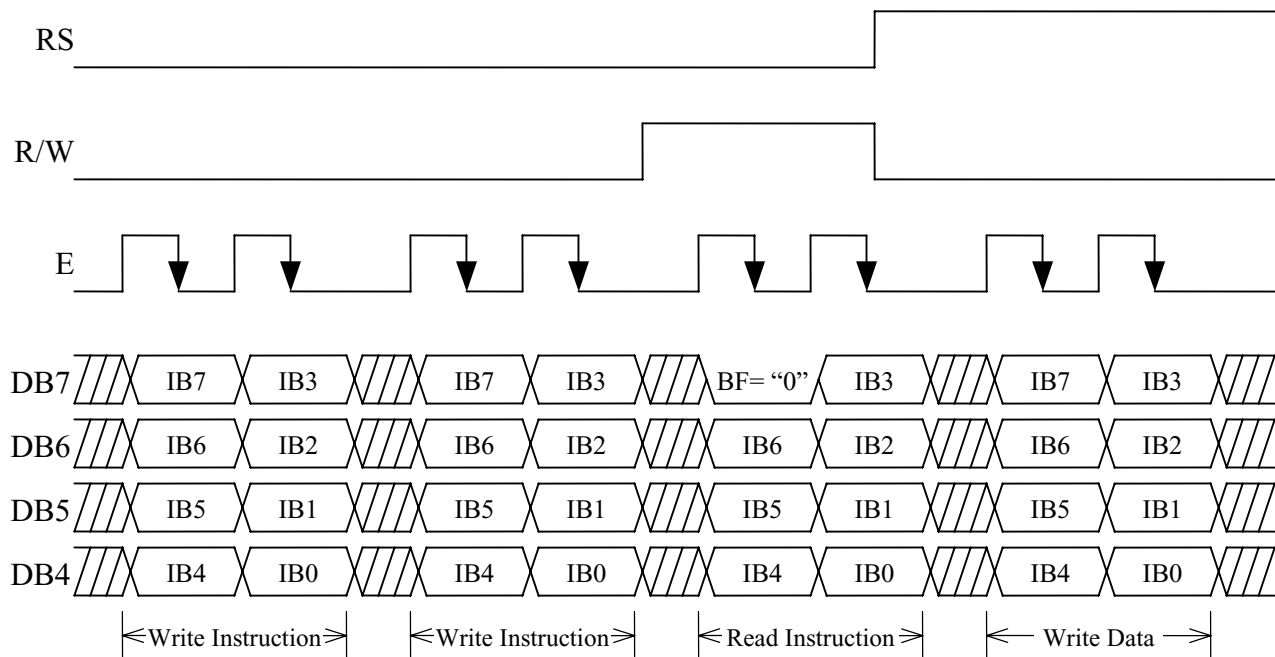 RS
R/W
E
DB7 IB7 IB3 IB7 IB3 BF= “0” IB3 IB7 IB3
DB6 IB6 IB2 IB6 IB2 IB6 IB2 IB6 IB2
DB5 IB5 IB1 IB5 IB1 IB5 IB1 IB5 IB1
DB4 IB4 IB0 IB4 IB0 IB4 IB0 IB4 IB0
Write Instruction Write Instruction Read Instruction Write Data